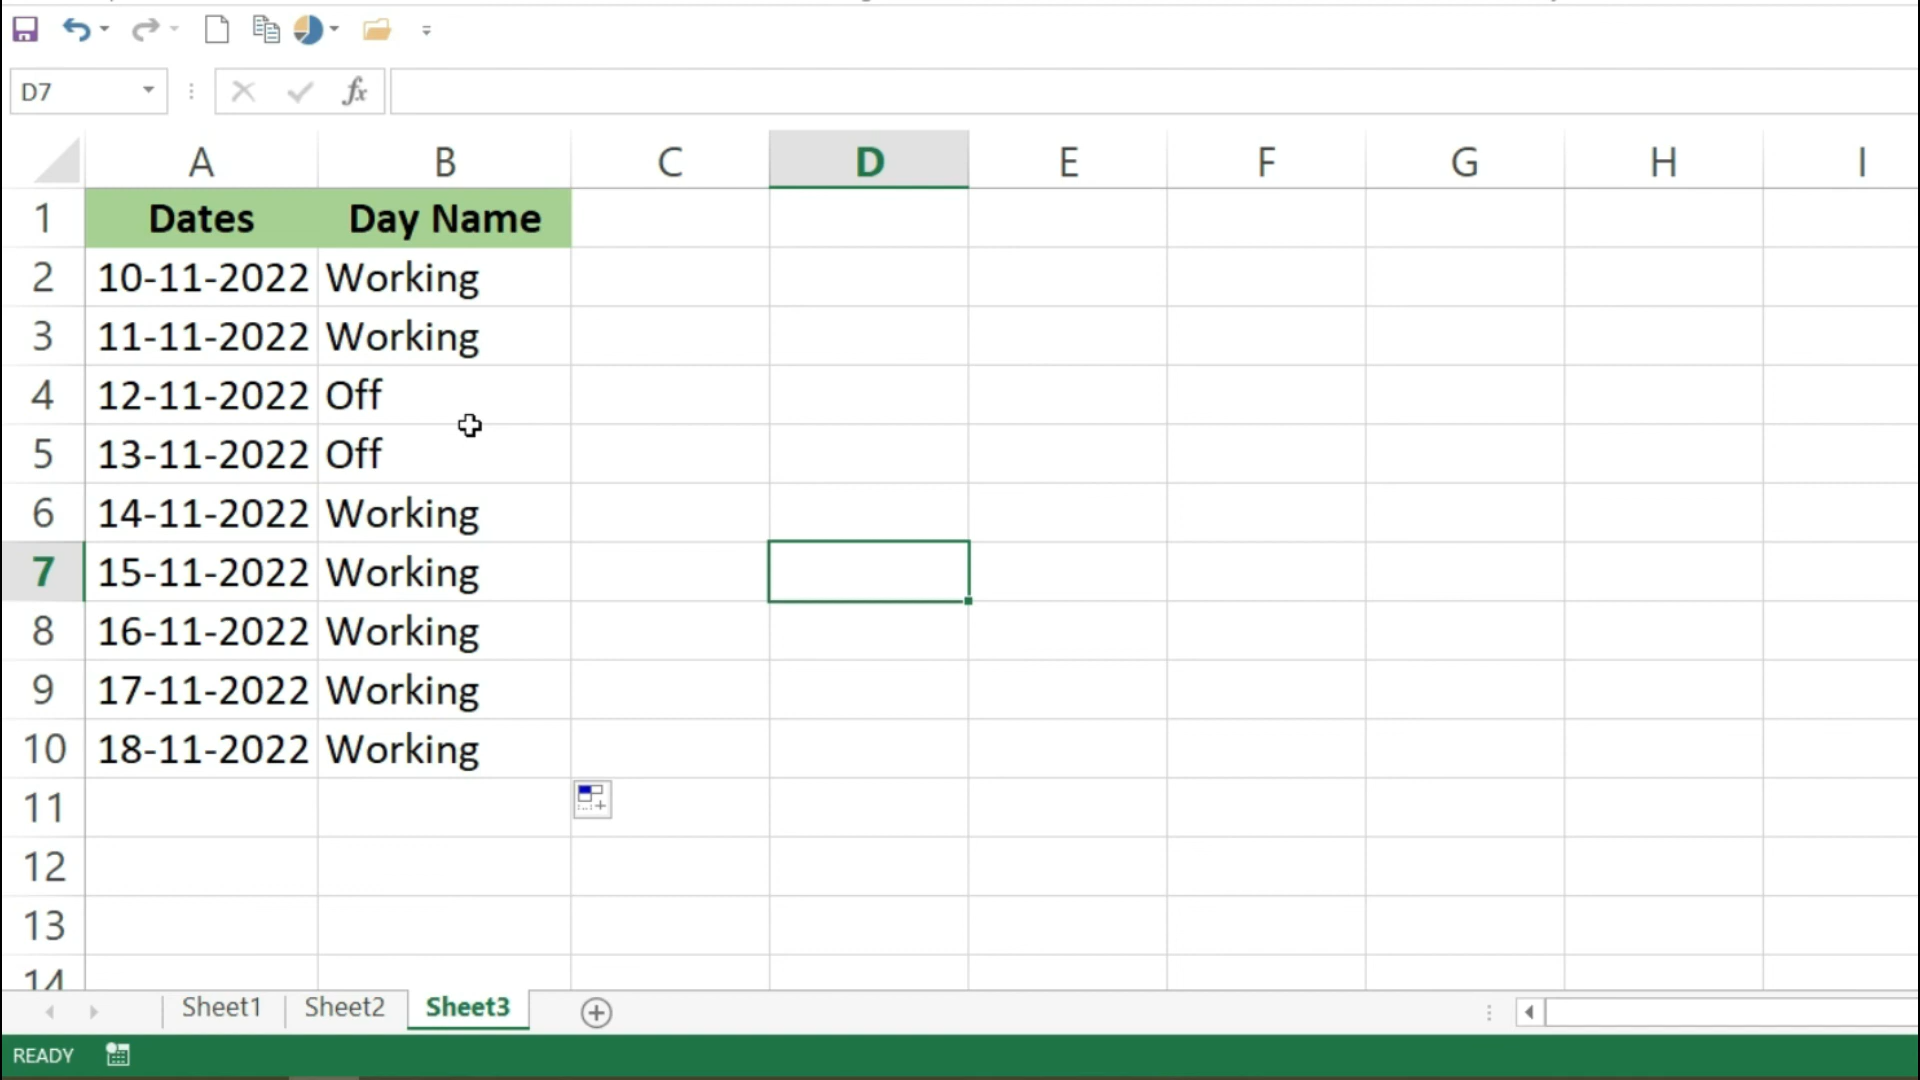 D7
fx
A B C D E F G H I
1 Dates Day Name
2 10-11-2022 Working
3 11-11-2022 Working
4 12-11-2022 Off
5 13-11-2022 Off
6 14-11-2022 Working
7 15-11-2022 Working
8 16-11-2022 Working
9 17-11-2022 Working
10 18-11-2022 Working
11
12
13
14
Sheet1 Sheet2 Sheet3
READY